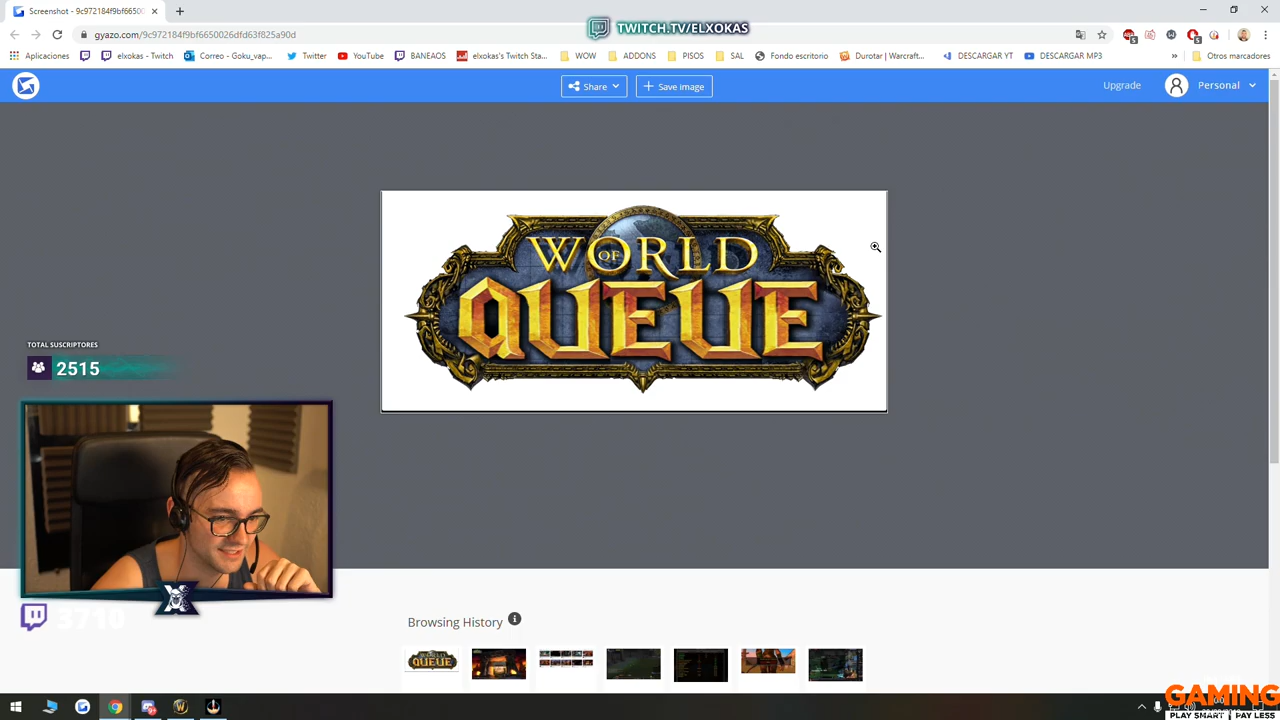 Screenshot - 9c972184f9bf66500
TWITCH.TV/ELXOKAS
gyazo.com/9c972184f9bf6650026dfd63f825a90d
Aplicaciones
elxokas - Twitch
Correo - Goku_vap...
Twitter
YouTube
BANEAOS
elxokas's Twitch Sta...
WOW
ADDONS
PISOS
SAL
Fondo escritorio
Durotar | Warcraft...
DESCARGAR YT
DESCARGAR MP3
»
Otros marcadores
Share
Save image
Upgrade
Personal
WORLD
OF
QUEUE
TOTAL SUSCRIPTORES
2515
3710
Browsing History
GAMING
PLAY SMART | PAY LESS